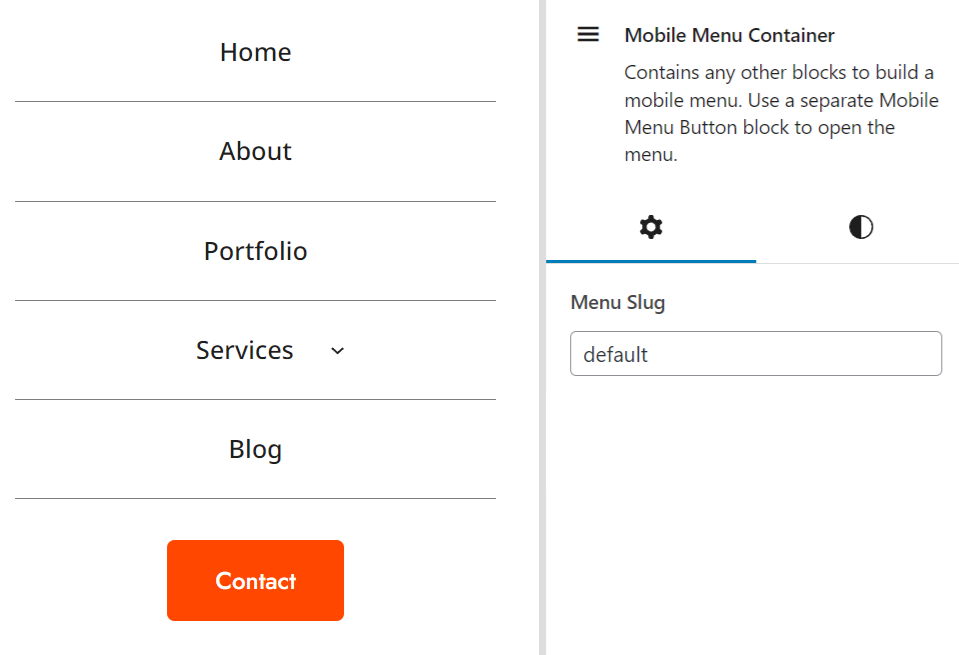 Home
About
Portfolio
Services
Blog
Contact
Mobile Menu Container
Contains any other blocks to build a
mobile menu. Use a separate Mobile
Menu Button block to open the
menu.
Menu Slug
default